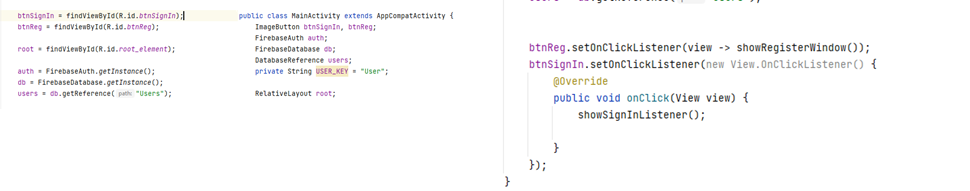 btnSignIn = findViewById(R.id.btnSignIn);
btnReg = findViewById(R.id.btnReg);
root = findViewById(R.id.root_element);
auth = FirebaseAuth.getInstance();
db = FirebaseDatabase.getInstance();
users = db.getReference( path: "Users");
public class MainActivity extends AppCompatActivity {
ImageButton btnSignIn, btnReg;
FirebaseAuth auth;
FirebaseDatabase db;
DatabaseReference users;
private String USER_KEY = "User";
RelativeLayout root;
btnReg.setOnClickListener(view -> showRegisterWindow());
btnSignIn.setOnClickListener(new View.OnClickListener() {
@Override
public void onClick(View view) {
showSignInListener();
}
});
}